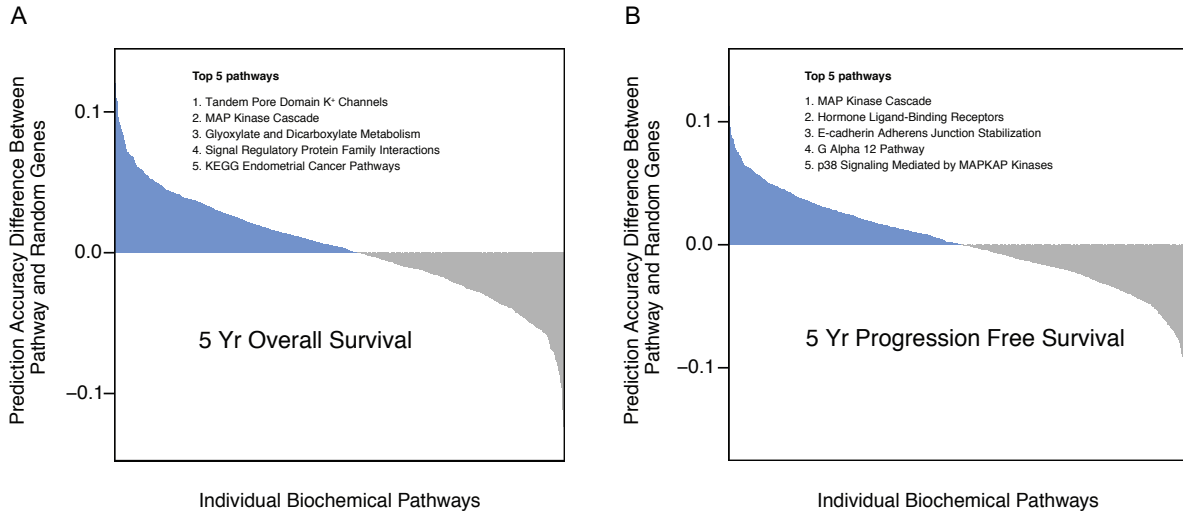 A
Prediction Accuracy Difference Between
Pathway and Random Genes
0.1
0.0
−0.1
Top 5 pathways
1. Tandem Pore Domain K⁺ Channels
2. MAP Kinase Cascade
3. Glyoxylate and Dicarboxylate Metabolism
4. Signal Regulatory Protein Family Interactions
5. KEGG Endometrial Cancer Pathways
5 Yr Overall Survival
Individual Biochemical Pathways
B
Prediction Accuracy Difference Between
Pathway and Random Genes
0.1
0.0
−0.1
Top 5 pathways
1. MAP Kinase Cascade
2. Hormone Ligand-Binding Receptors
3. E-cadherin Adherens Junction Stabilization
4. G Alpha 12 Pathway
5. p38 Signaling Mediated by MAPKAP Kinases
5 Yr Progression Free Survival
Individual Biochemical Pathways